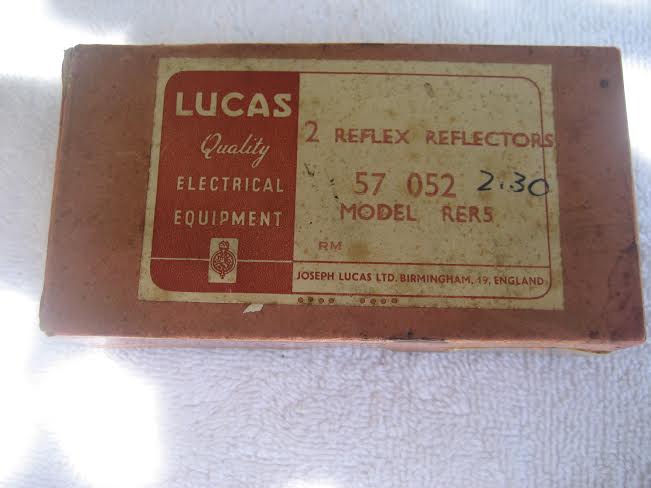 LUCAS
Quality
ELECTRICAL
EQUIPMENT
2 REFLEX REFLECTORS
57 052 2.30
MODEL RER5
RM
JOSEPH LUCAS LTD. BIRMINGHAM, 19, ENGLAND